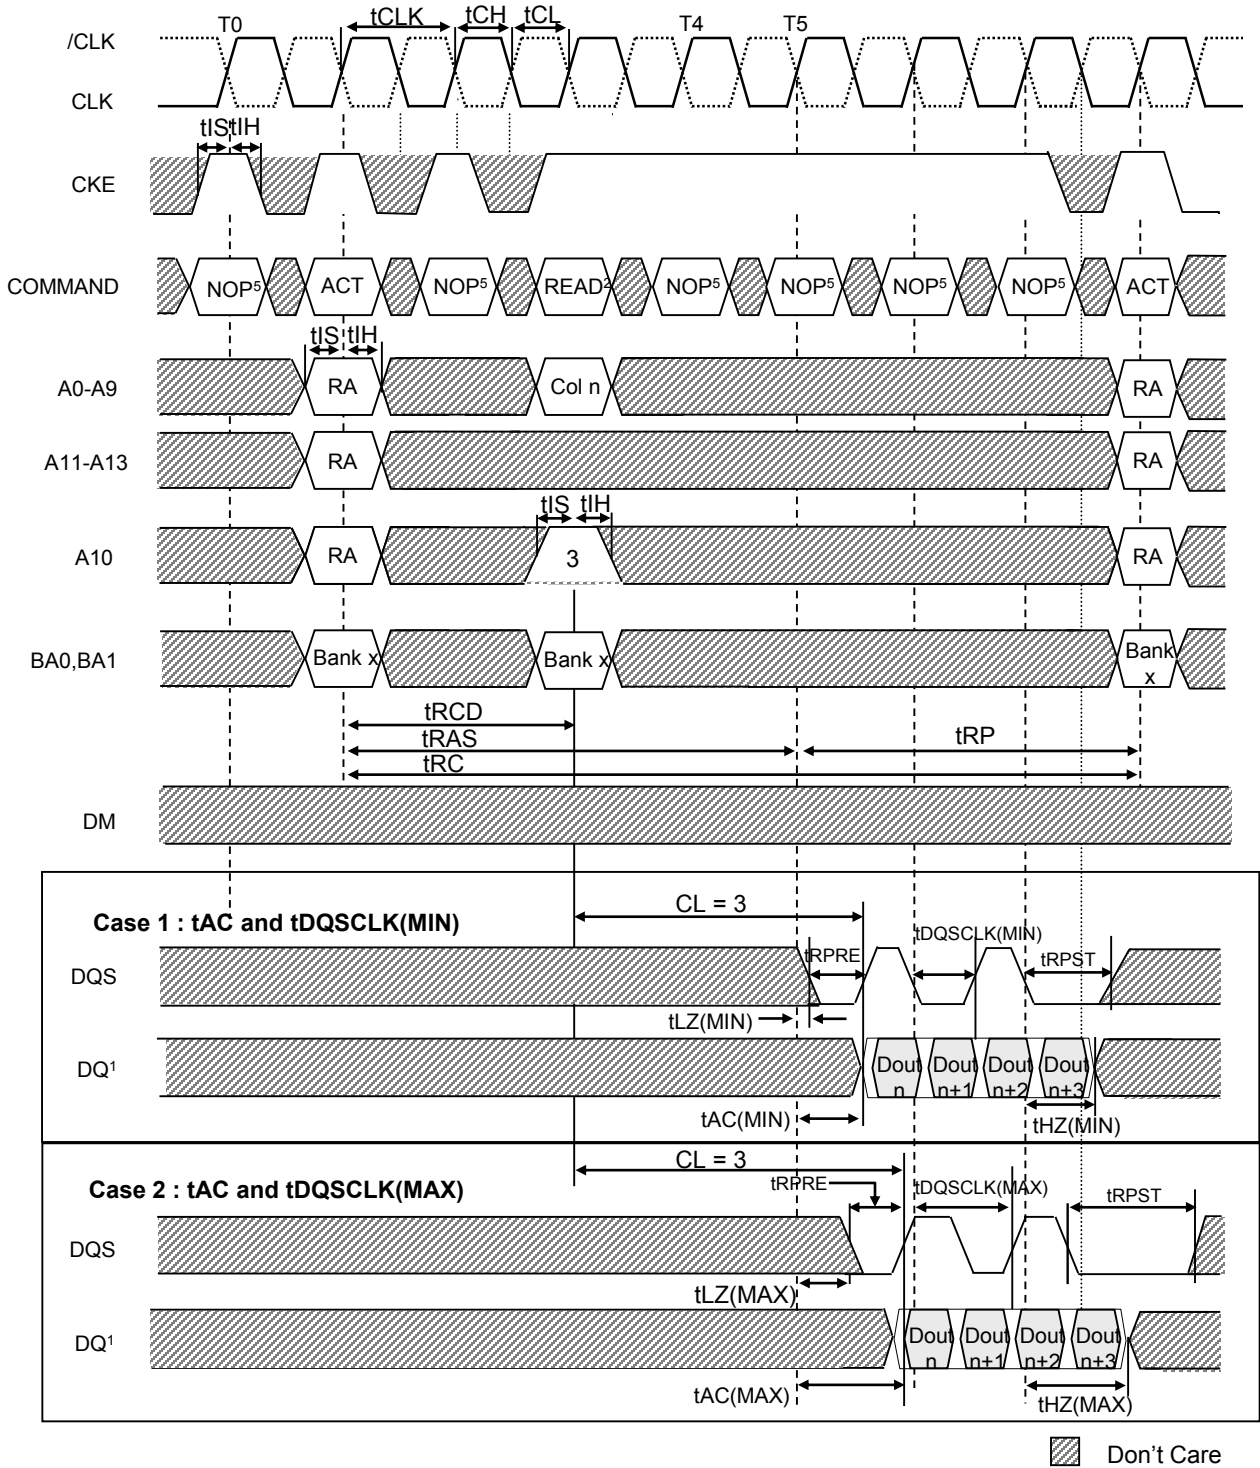 tCLK tCH tCL
T0 T4 T5
/CLK
CLK
tIS tIH
CKE
COMMAND NOP5 ACT NOP5 READ2 NOP5 NOP5 NOP5 NOP5 ACT
tIS tIH
A0-A9 RA Col n RA
A11-A13 RA RA
tIS tIH
A10 RA 3 RA
BA0,BA1 Bank x Bank x Bank x
tRCD
tRAS tRP
tRC
DM
CL = 3
Case 1 : tAC and tDQSCLK(MIN)
tDQSCLK(MIN)
tRPRE tRPST
DQS
tLZ(MIN)
DQ1 Dout n Dout n+1 Dout n+2 Dout n+3
tAC(MIN) tHZ(MIN)
CL = 3
Case 2 : tAC and tDQSCLK(MAX)
tRPRE tDQSCLK(MAX) tRPST
DQS
tLZ(MAX)
DQ1 Dout n Dout n+1 Dout n+2 Dout n+3
tAC(MAX) tHZ(MAX)
Don't Care